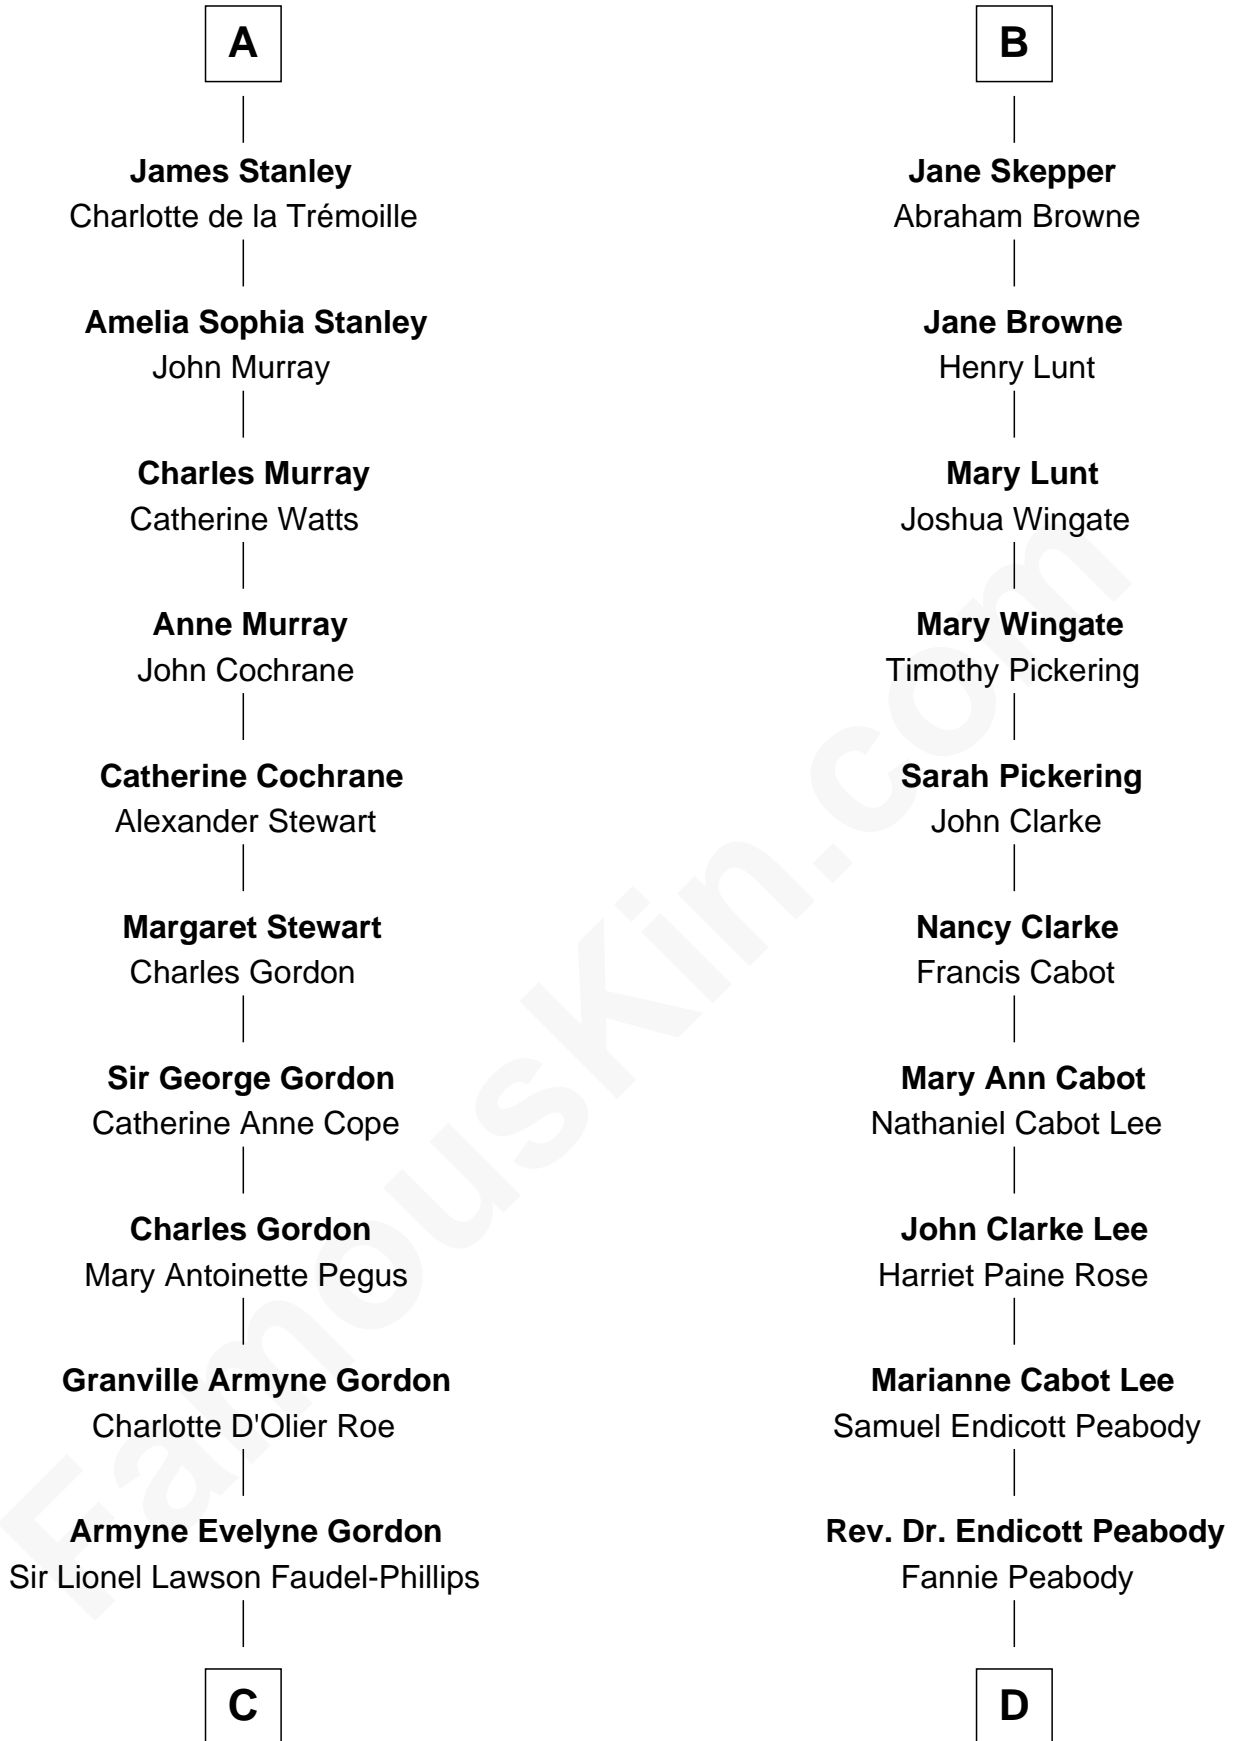 A
James Stanley
Charlotte de la Trémoille
Amelia Sophia Stanley
John Murray
Charles Murray
Catherine Watts
Anne Murray
John Cochrane
Catherine Cochrane
Alexander Stewart
Margaret Stewart
Charles Gordon
Sir George Gordon
Catherine Anne Cope
Charles Gordon
Mary Antoinette Pegus
Granville Armyne Gordon
Charlotte D'Olier Roe
Armyne Evelyne Gordon
Sir Lionel Lawson Faudel-Phillips
C
B
Jane Skepper
Abraham Browne
Jane Browne
Henry Lunt
Mary Lunt
Joshua Wingate
Mary Wingate
Timothy Pickering
Sarah Pickering
John Clarke
Nancy Clarke
Francis Cabot
Mary Ann Cabot
Nathaniel Cabot Lee
John Clarke Lee
Harriet Paine Rose
Marianne Cabot Lee
Samuel Endicott Peabody
Rev. Dr. Endicott Peabody
Fannie Peabody
D
FamousKin.com